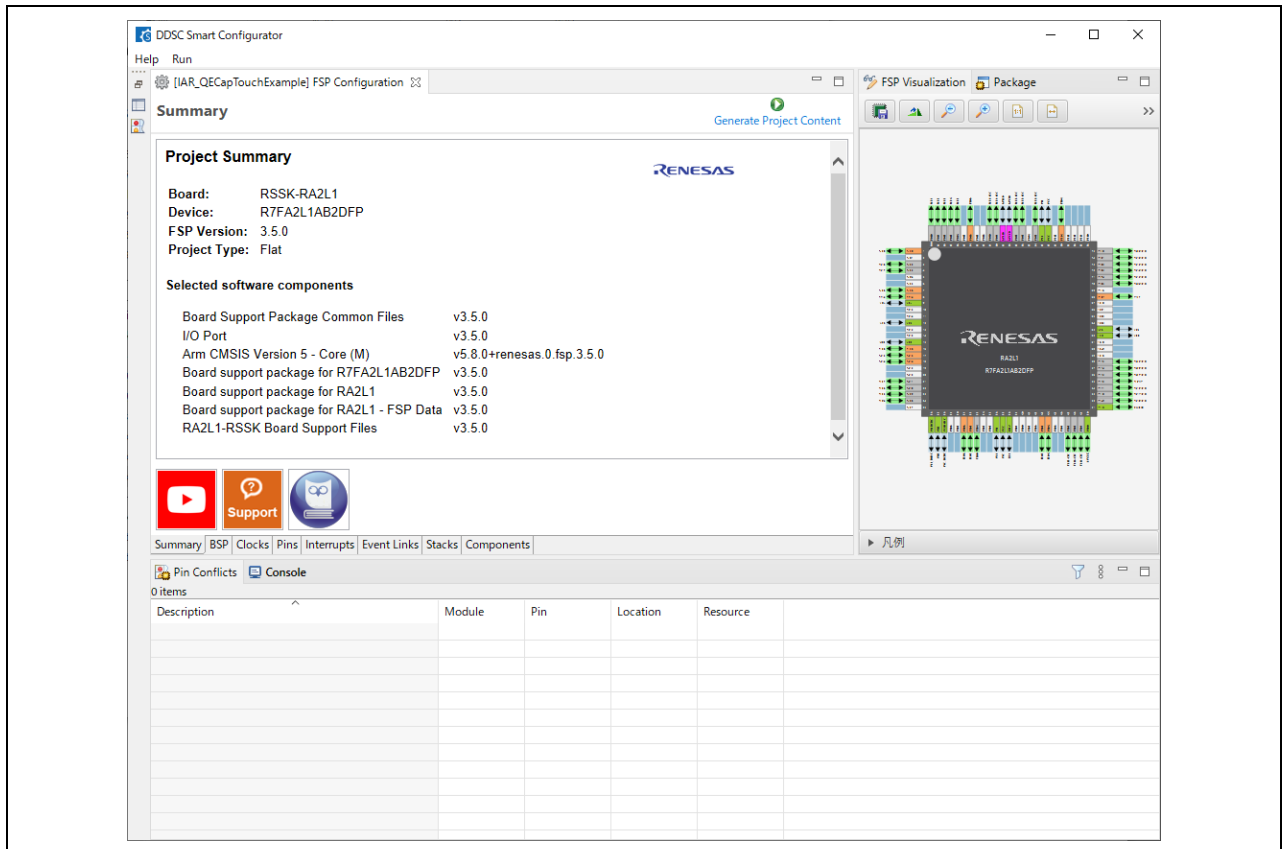 DDSC Smart Configurator
Help Run
[IAR_QECapTouchExample] FSP Configuration
Summary
Generate Project Content
Project Summary
RENESAS
Board: RSSK-RA2L1
Device: R7FA2L1AB2DFP
FSP Version: 3.5.0
Project Type: Flat
Selected software components
Board Support Package Common Files v3.5.0
I/O Port v3.5.0
Arm CMSIS Version 5 - Core (M) v5.8.0+renesas.0.fsp.3.5.0
Board support package for R7FA2L1AB2DFP v3.5.0
Board support package for RA2L1 v3.5.0
Board support package for RA2L1 - FSP Data v3.5.0
RA2L1-RSSK Board Support Files v3.5.0
Support
Summary BSP Clocks Pins Interrupts Event Links Stacks Components
FSP Visualization Package
RENESAS
RA2L1
R7FA2L1AB2DFP
凡例
Pin Conflicts Console
0 items
Description Module Pin Location Resource